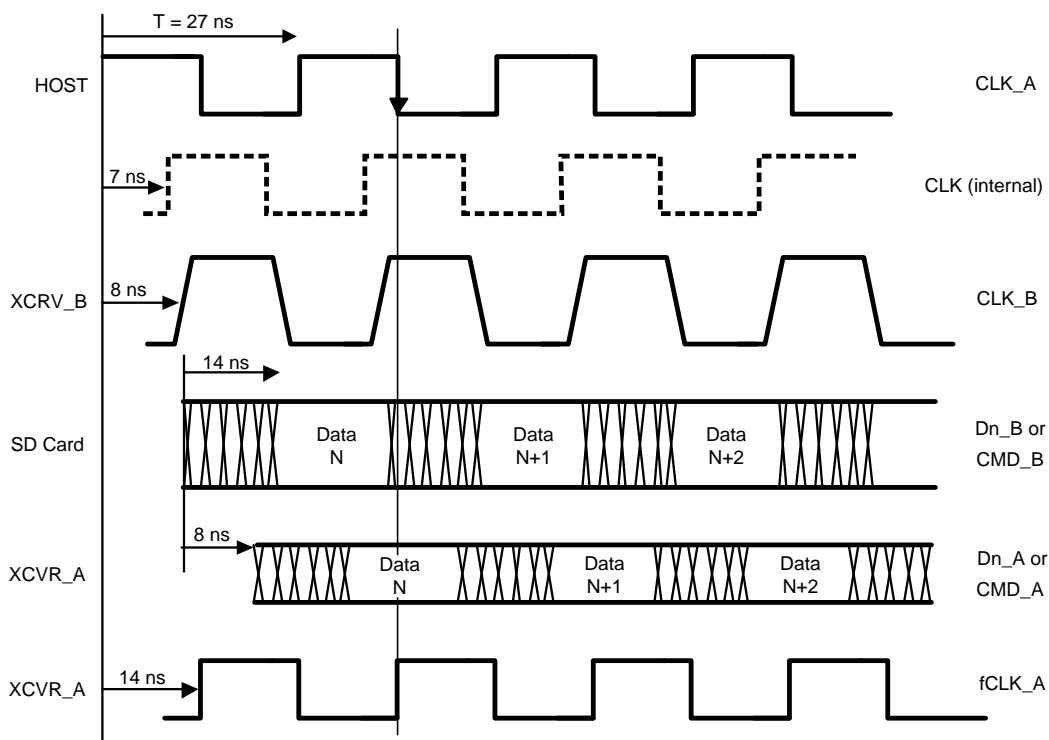 T = 27 ns
HOST
CLK_A
7 ns
CLK (internal)
XCRV_B
8 ns
CLK_B
14 ns
SD Card
Data
N
Data
N+1
Data
N+2
Dn_B or
CMD_B
8 ns
XCVR_A
Data
N
Data
N+1
Data
N+2
Dn_A or
CMD_A
XCVR_A
14 ns
fCLK_A